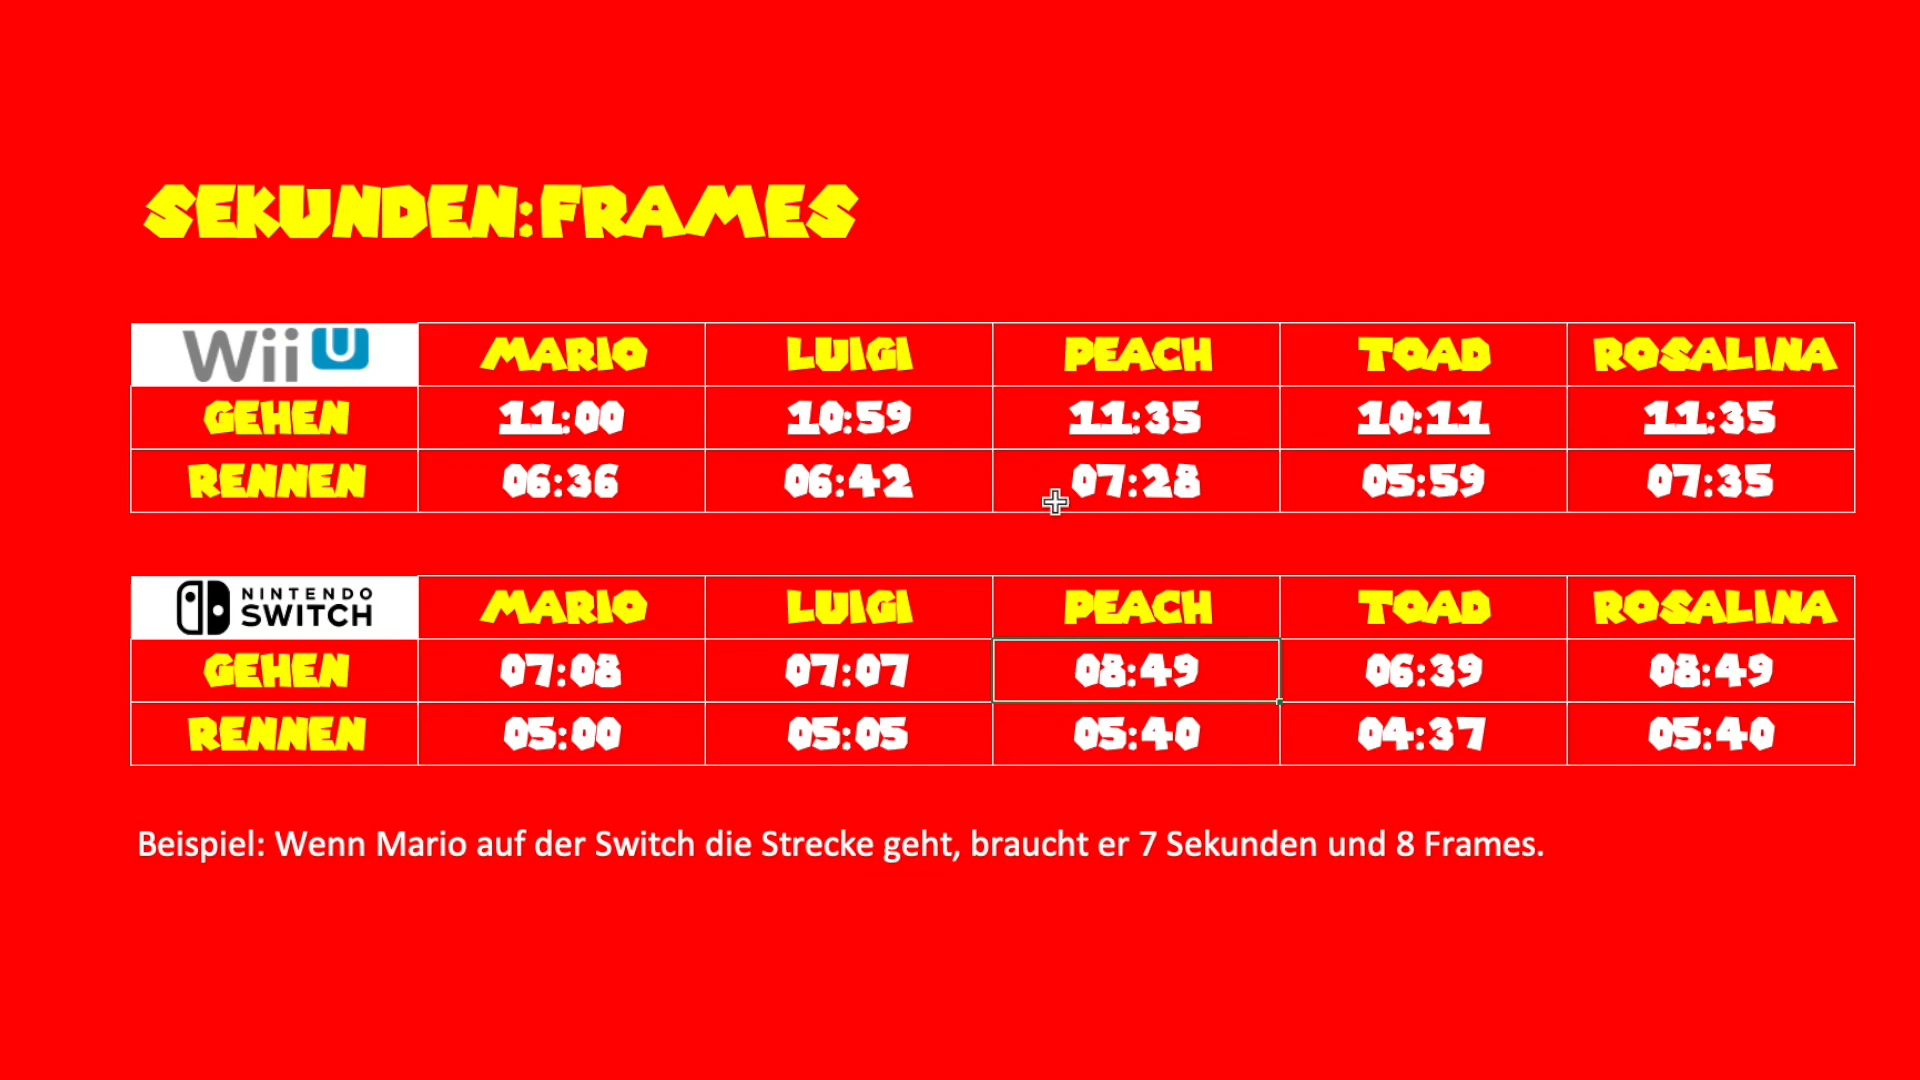 SEKUNDEN:FRAMES
Wii U MARIO LUIGI PEACH TOAD ROSALINA
GEHEN 11:00 10:59 11:35 10:11 11:35
RENNEN 06:36 06:42 07:28 05:59 07:35
NINTENDO SWITCH MARIO LUIGI PEACH TOAD ROSALINA
GEHEN 07:08 07:07 08:49 06:39 08:49
RENNEN 05:00 05:05 05:40 04:37 05:40
Beispiel: Wenn Mario auf der Switch die Strecke geht, braucht er 7 Sekunden und 8 Frames.